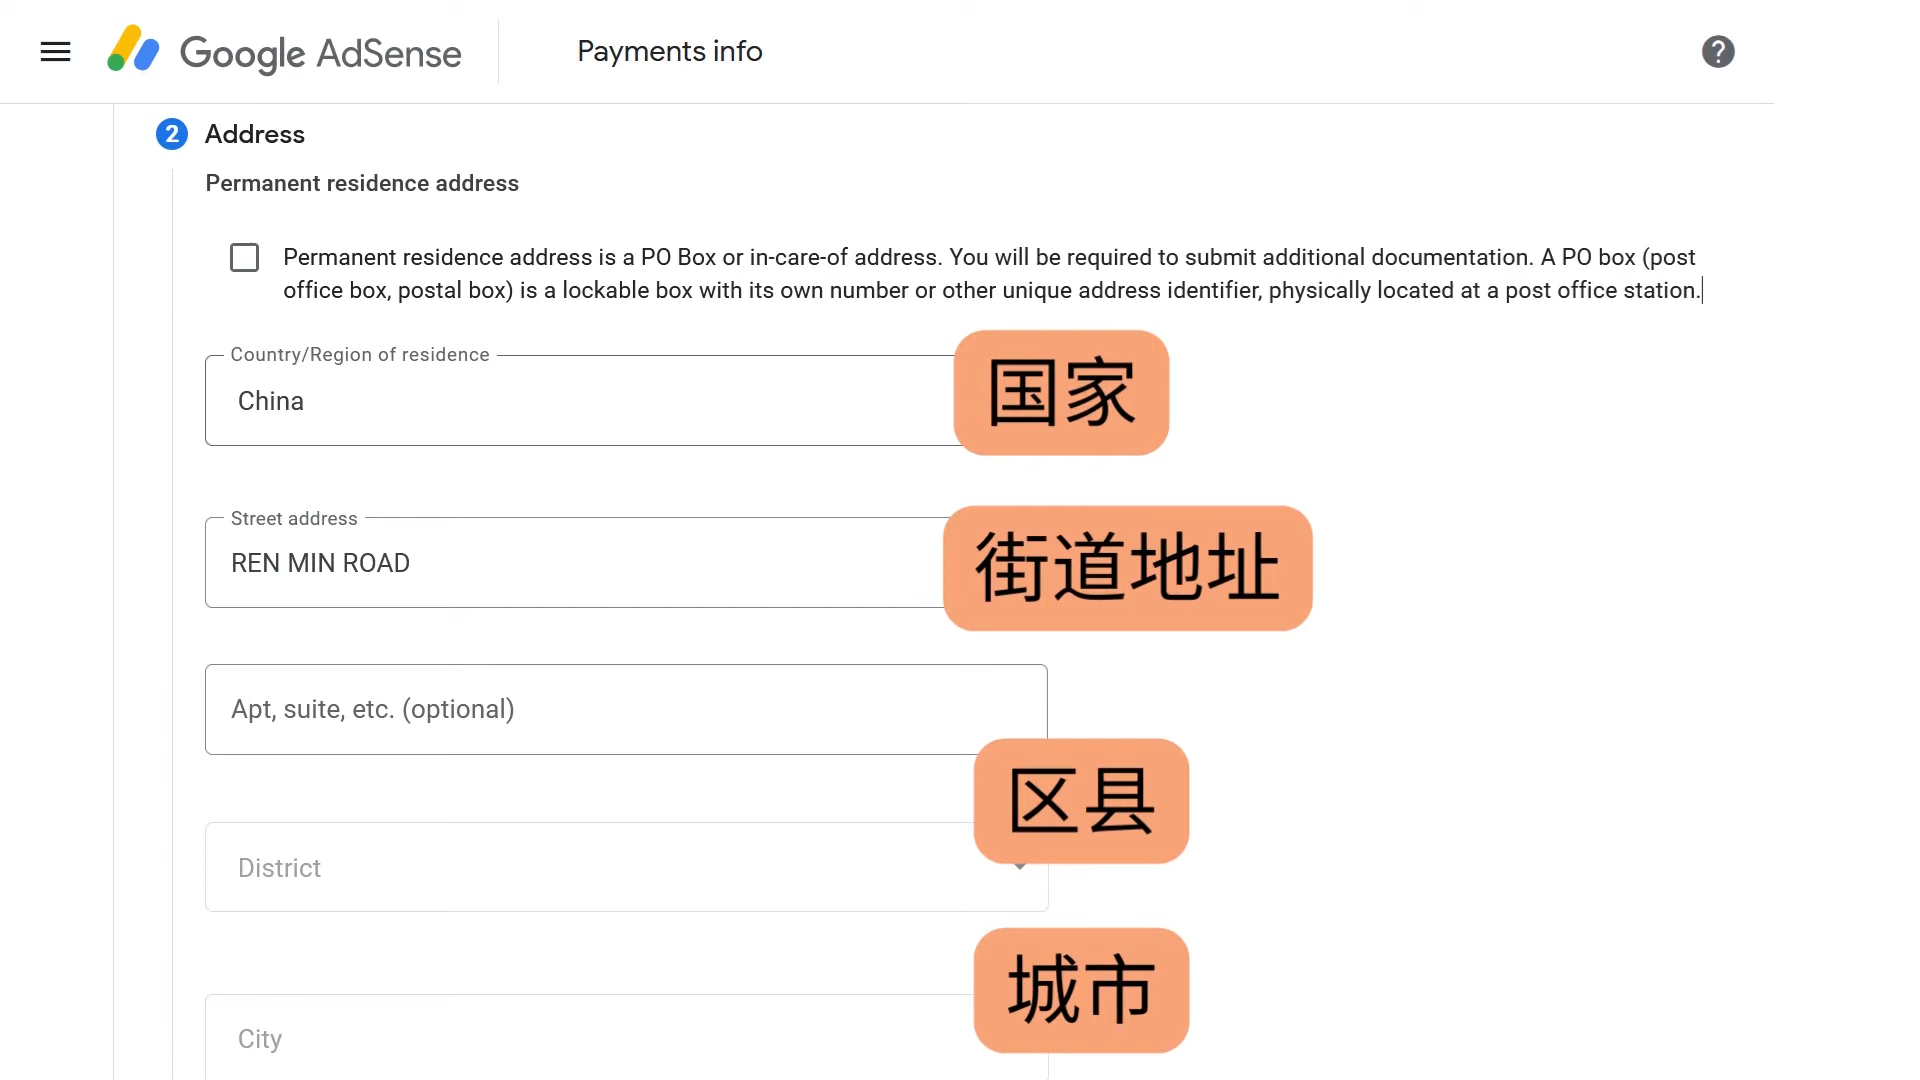 Google AdSense
Payments info
2 Address
Permanent residence address
Permanent residence address is a PO Box or in-care-of address. You will be required to submit additional documentation. A PO box (post
office box, postal box) is a lockable box with its own number or other unique address identifier, physically located at a post office station.
Country/Region of residence
China
国家
Street address
REN MIN ROAD
街道地址
Apt, suite, etc. (optional)
区县
District
城市
City